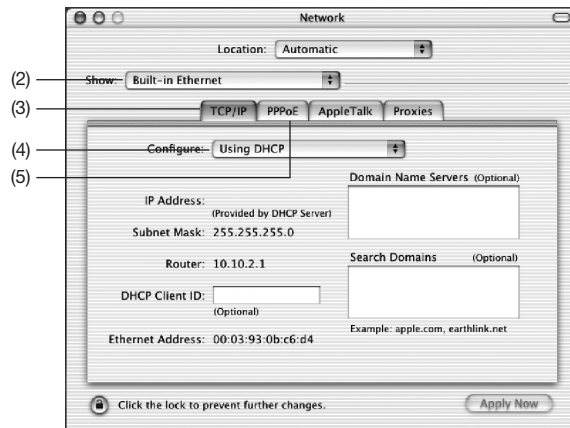 Network
Location: Automatic
(2) Show: Built-in Ethernet
(3) TCP/IP PPPoE AppleTalk Proxies
(4) Configure: Using DHCP
(5)
Domain Name Servers (Optional)
IP Address:
(Provided by DHCP Server)
Subnet Mask: 255.255.255.0
Router: 10.10.2.1
Search Domains (Optional)
DHCP Client ID:
(Optional)
Example: apple.com, earthlink.net
Ethernet Address: 00:03:93:0b:c6:d4
Click the lock to prevent further changes.
Apply Now